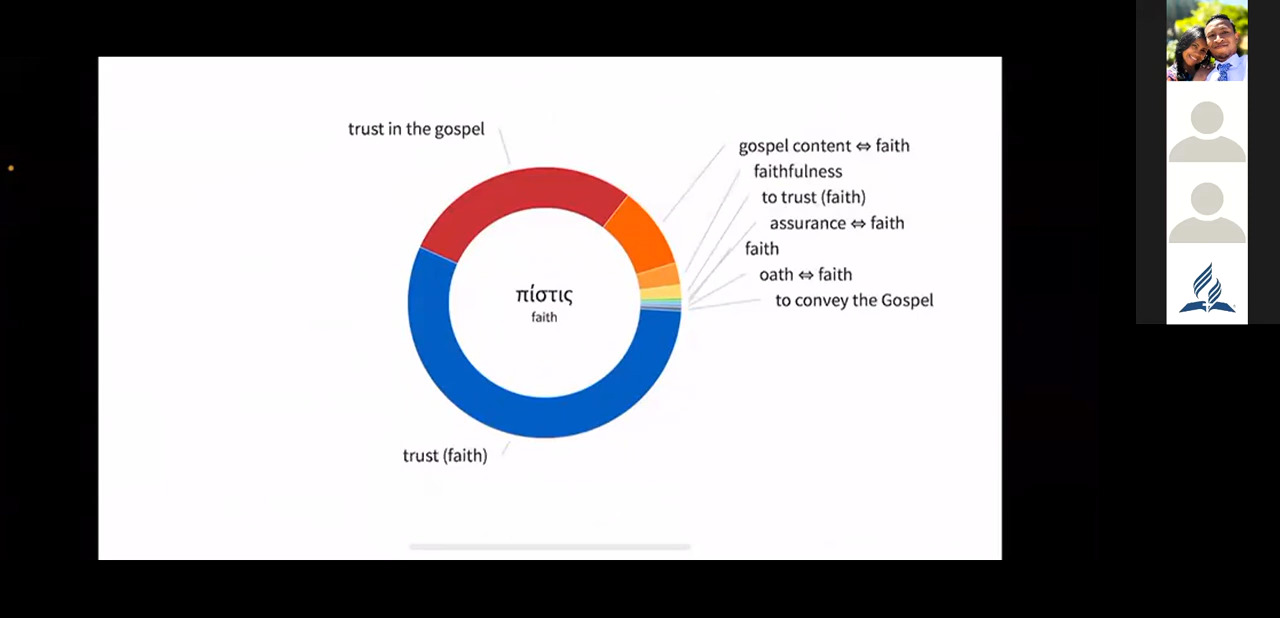 trust in the gospel
gospel content ⇔ faith
faithfulness
to trust (faith)
assurance ⇔ faith
faith
oath ⇔ faith
to convey the Gospel
πίστις
faith
trust (faith)